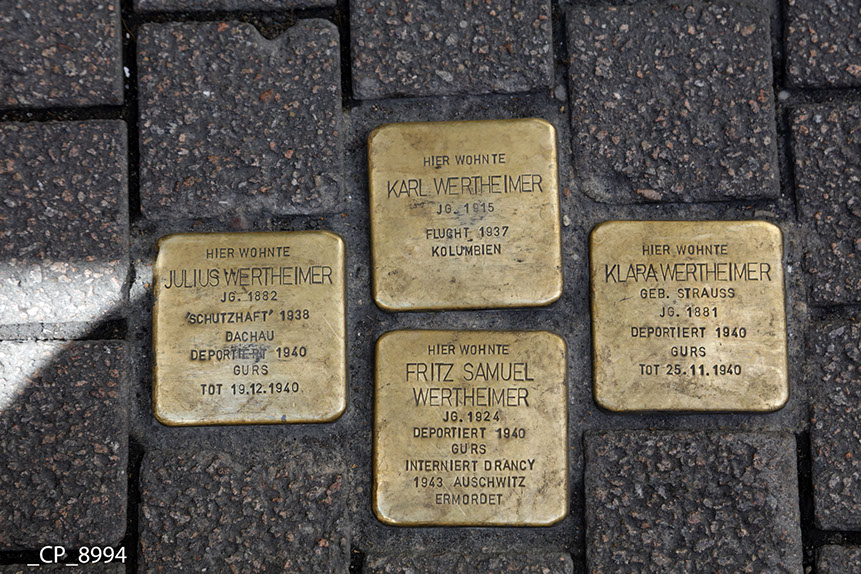 HIER WOHNTE
KARL WERTHEIMER
JG. 1915
FLUCHT 1937
KOLUMBIEN
HIER WOHNTE
JULIUS WERTHEIMER
JG. 1882
'SCHUTZHAFT' 1938
DACHAU
DEPORTIERT 1940
GURS
TOT 19.12.1940
HIER WOHNTE
KLARA WERTHEIMER
GEB. STRAUSS
JG. 1881
DEPORTIERT 1940
GURS
TOT 25.11.1940
HIER WOHNTE
FRITZ SAMUEL
WERTHEIMER
JG. 1924
DEPORTIERT 1940
GURS
INTERNIERT DRANCY
1943 AUSCHWITZ
ERMORDET
_CP_8994